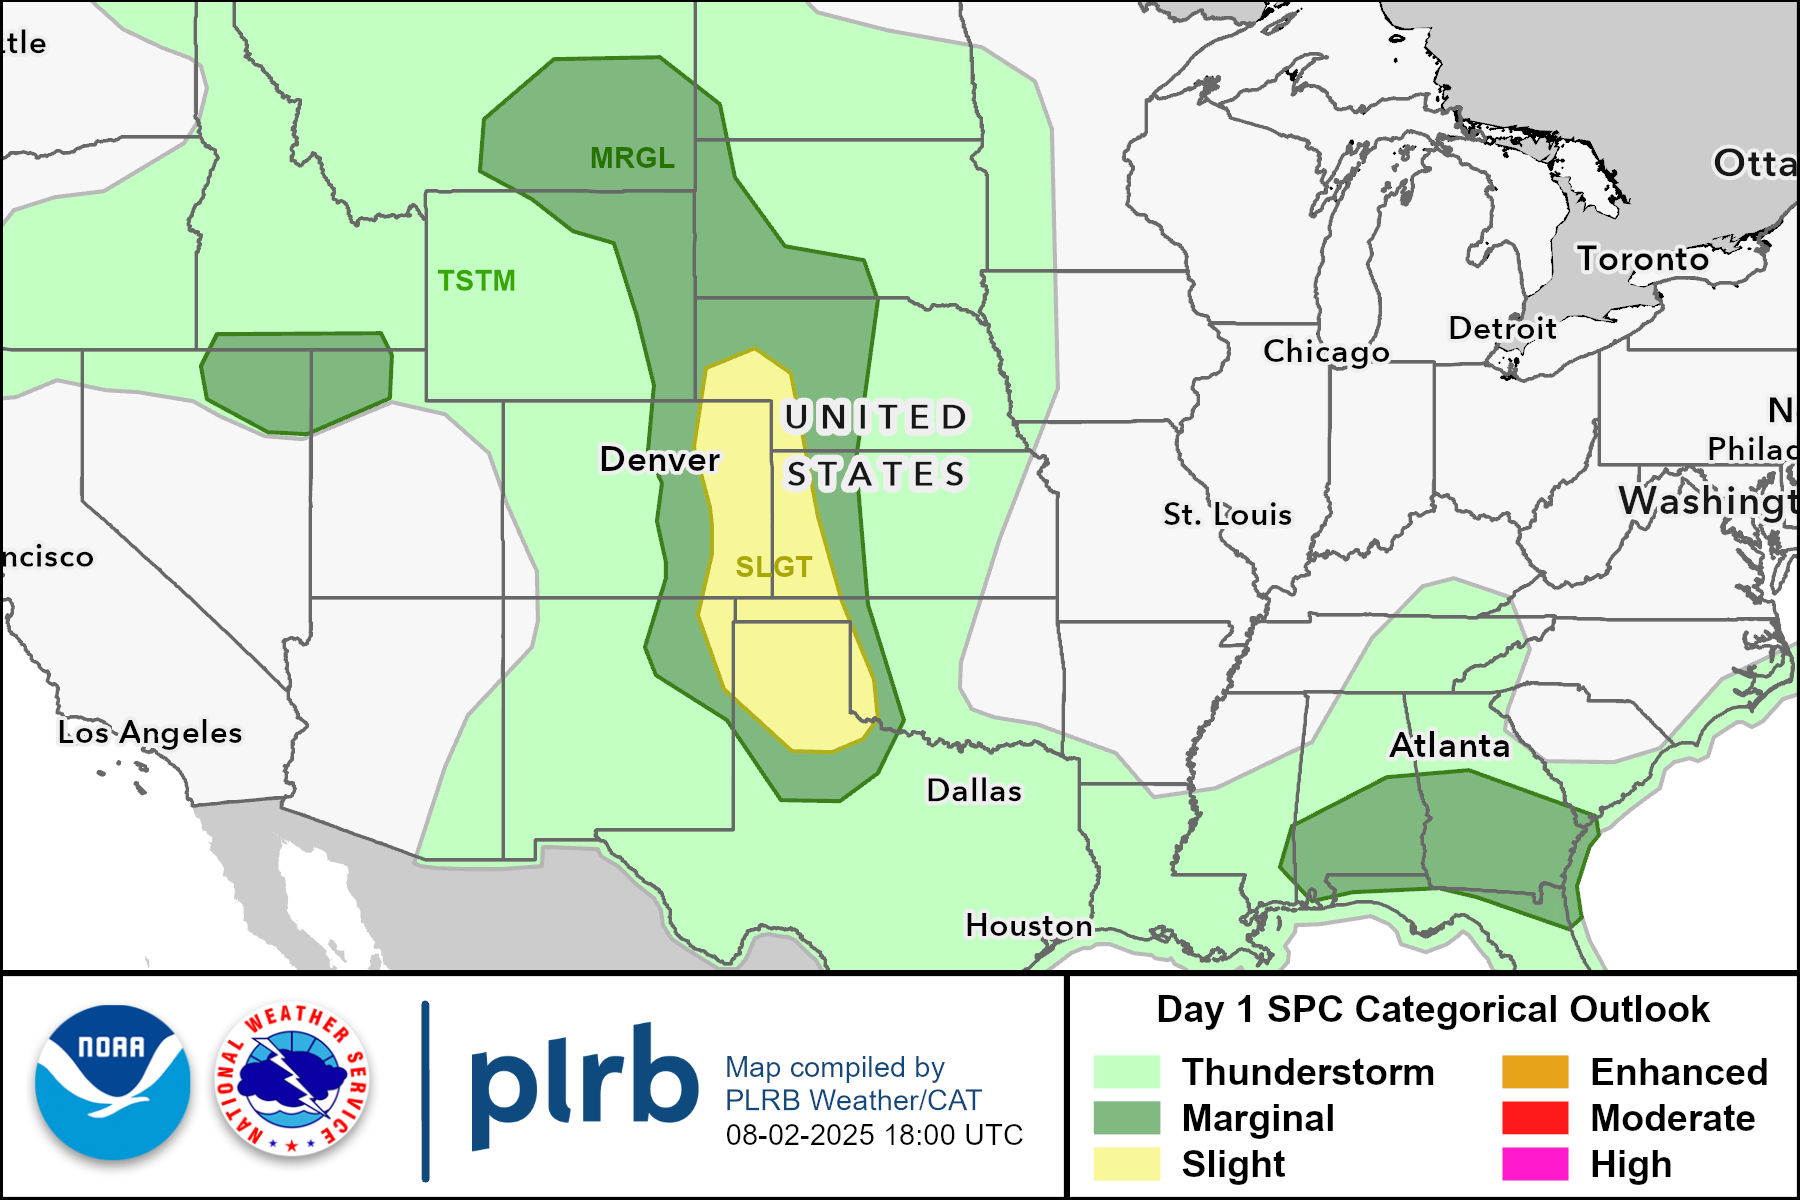 ttle
Otta
MRGL
Toronto
TSTM
Detroit
Chicago
UNITED
STATES
N
Philad
Denver
Washingt
St. Louis
ncisco
SLGT
Los Angeles
Atlanta
Dallas
Houston
NOAA
NATIONAL WEATHER SERVICE
plrb
Map compiled by
PLRB Weather/CAT
08-02-2025 18:00 UTC
Day 1 SPC Categorical Outlook
Thunderstorm
Marginal
Slight
Enhanced
Moderate
High